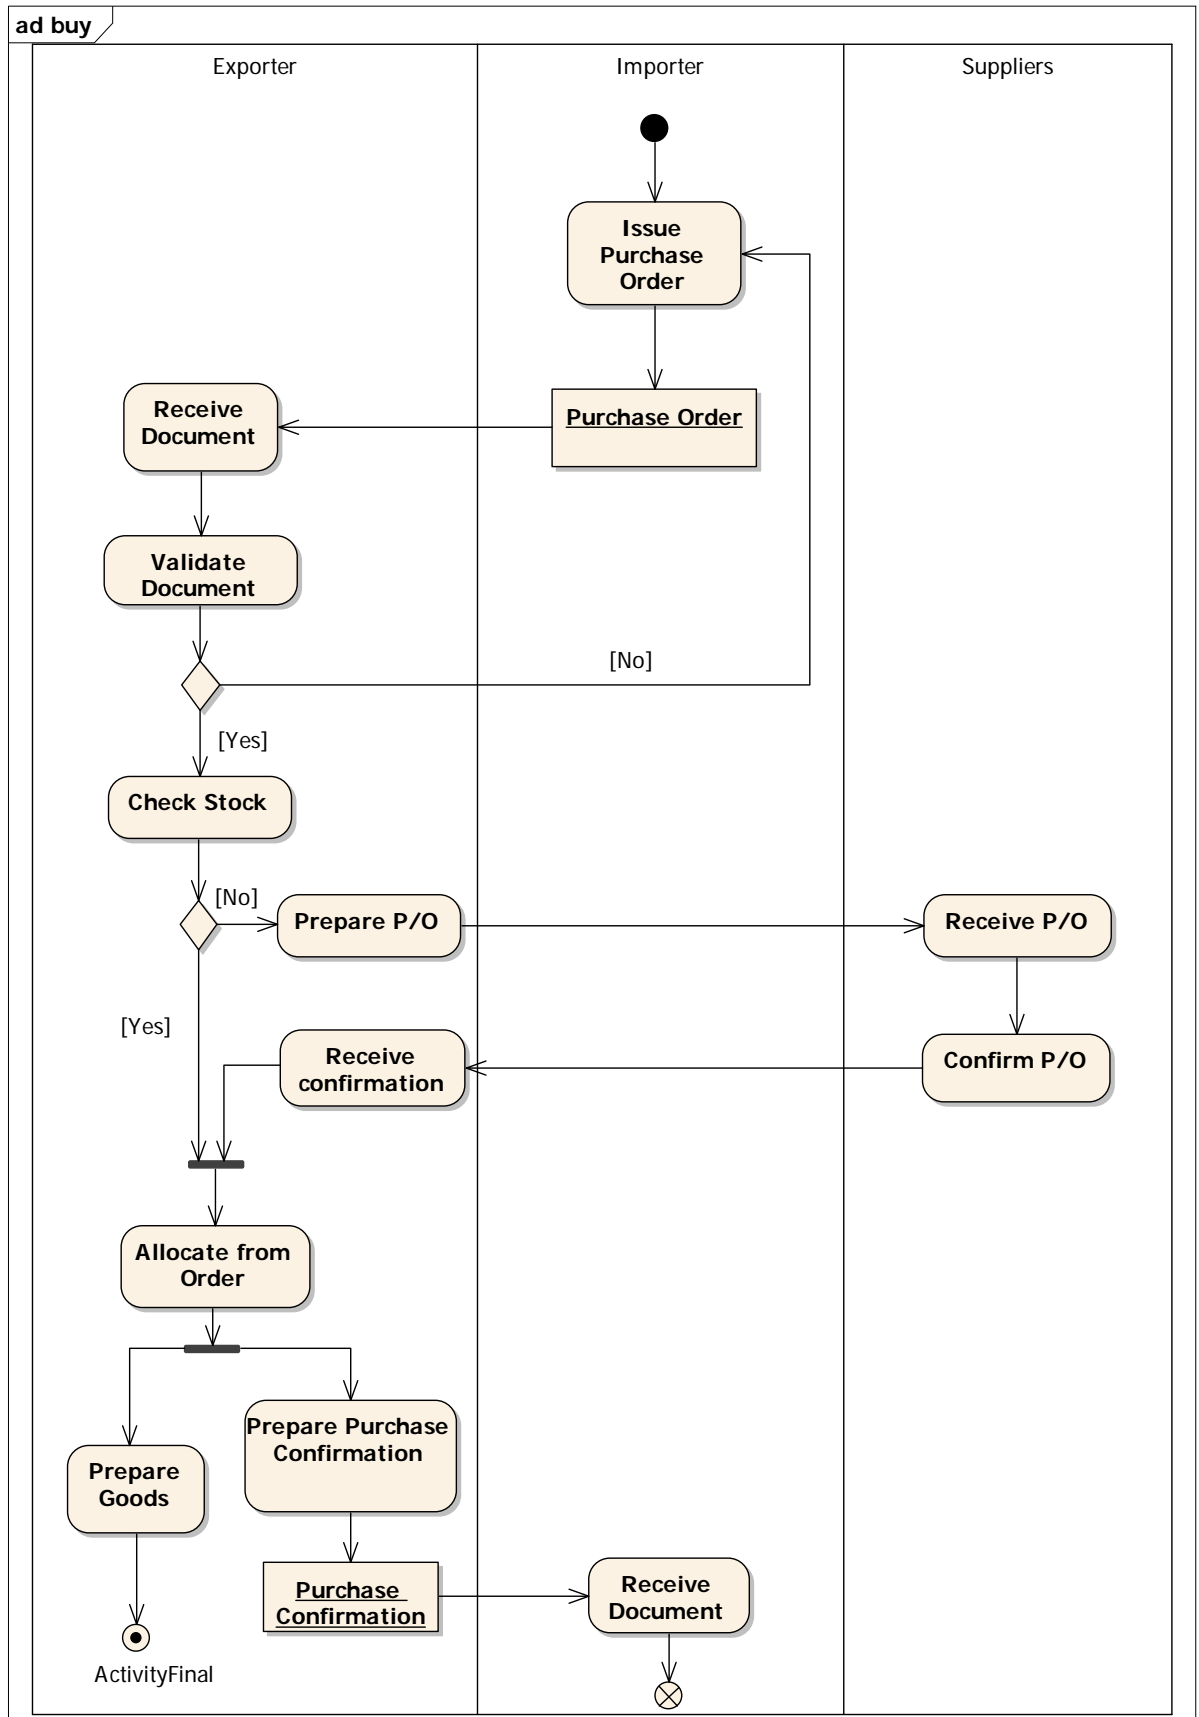 ad buy
Exporter
Importer
Suppliers
Issue
Purchase
Order
Receive
Document
Purchase Order
Validate
Document
[No]
[Yes]
Check Stock
[No]
Prepare P/O
Receive P/O
[Yes]
Receive
confirmation
Confirm P/O
Allocate from
Order
Prepare Purchase
Confirmation
Prepare
Goods
Purchase
Confirmation
Receive
Document
ActivityFinal